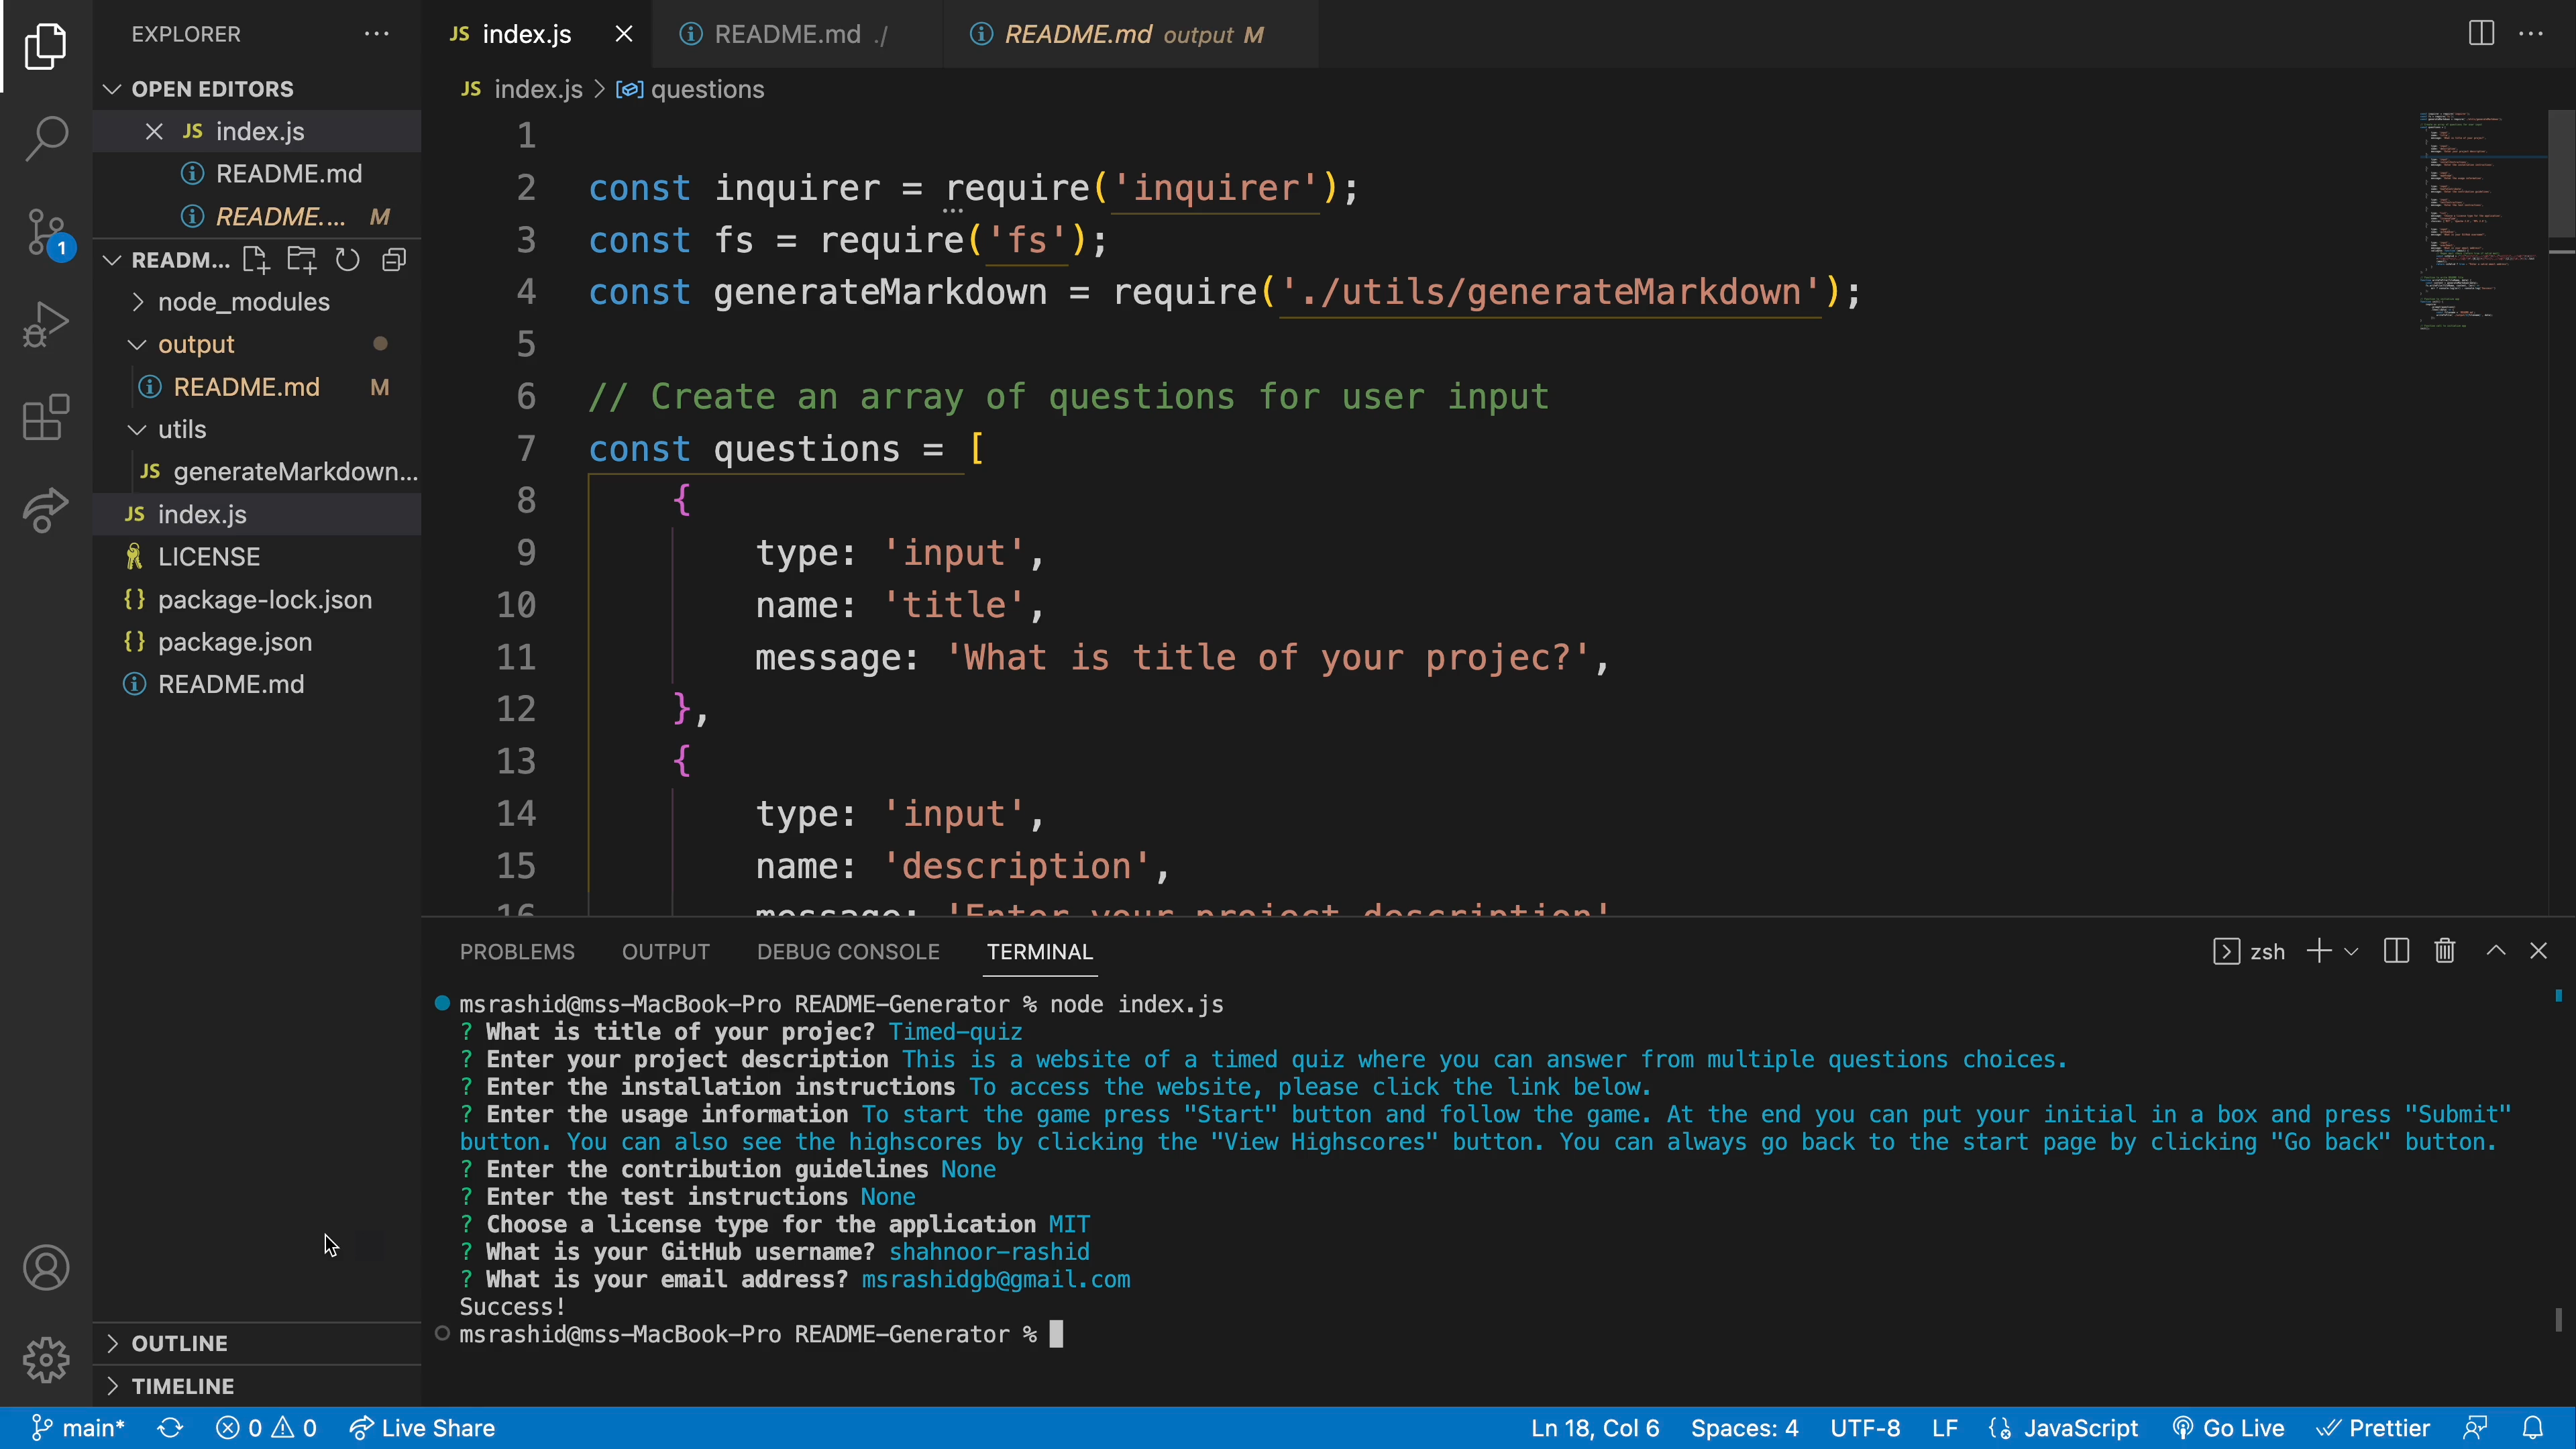 EXPLORER
OPEN EDITORS
JS index.js
README.md
README.... M
READM...
node_modules
output
README.md M
utils
JS generateMarkdown...
JS index.js
LICENSE
{} package-lock.json
{} package.json
README.md
OUTLINE
TIMELINE
1
JS index.js
README.md ./
README.md output M
JS index.js > questions
1
2 const inquirer = require('inquirer');
3 const fs = require('fs');
4 const generateMarkdown = require('./utils/generateMarkdown');
5
6 // Create an array of questions for user input
7 const questions = [
8 {
9 type: 'input',
10 name: 'title',
11 message: 'What is title of your projec?',
12 },
13 {
14 type: 'input',
15 name: 'description',
16 message: 'Enter your project description'
PROBLEMS OUTPUT DEBUG CONSOLE TERMINAL
zsh
msrashid@mss-MacBook-Pro README-Generator % node index.js
? What is title of your projec? Timed-quiz
? Enter your project description This is a website of a timed quiz where you can answer from multiple questions choices.
? Enter the installation instructions To access the website, please click the link below.
? Enter the usage information To start the game press "Start" button and follow the game. At the end you can put your initial in a box and press "Submit"
button. You can also see the highscores by clicking the "View Highscores" button. You can always go back to the start page by clicking "Go back" button.
? Enter the contribution guidelines None
? Enter the test instructions None
? Choose a license type for the application MIT
? What is your GitHub username? shahnoor-rashid
? What is your email address? msrashidgb@gmail.com
Success!
msrashid@mss-MacBook-Pro README-Generator %
main* 0 0 Live Share Ln 18, Col 6 Spaces: 4 UTF-8 LF JavaScript Go Live Prettier